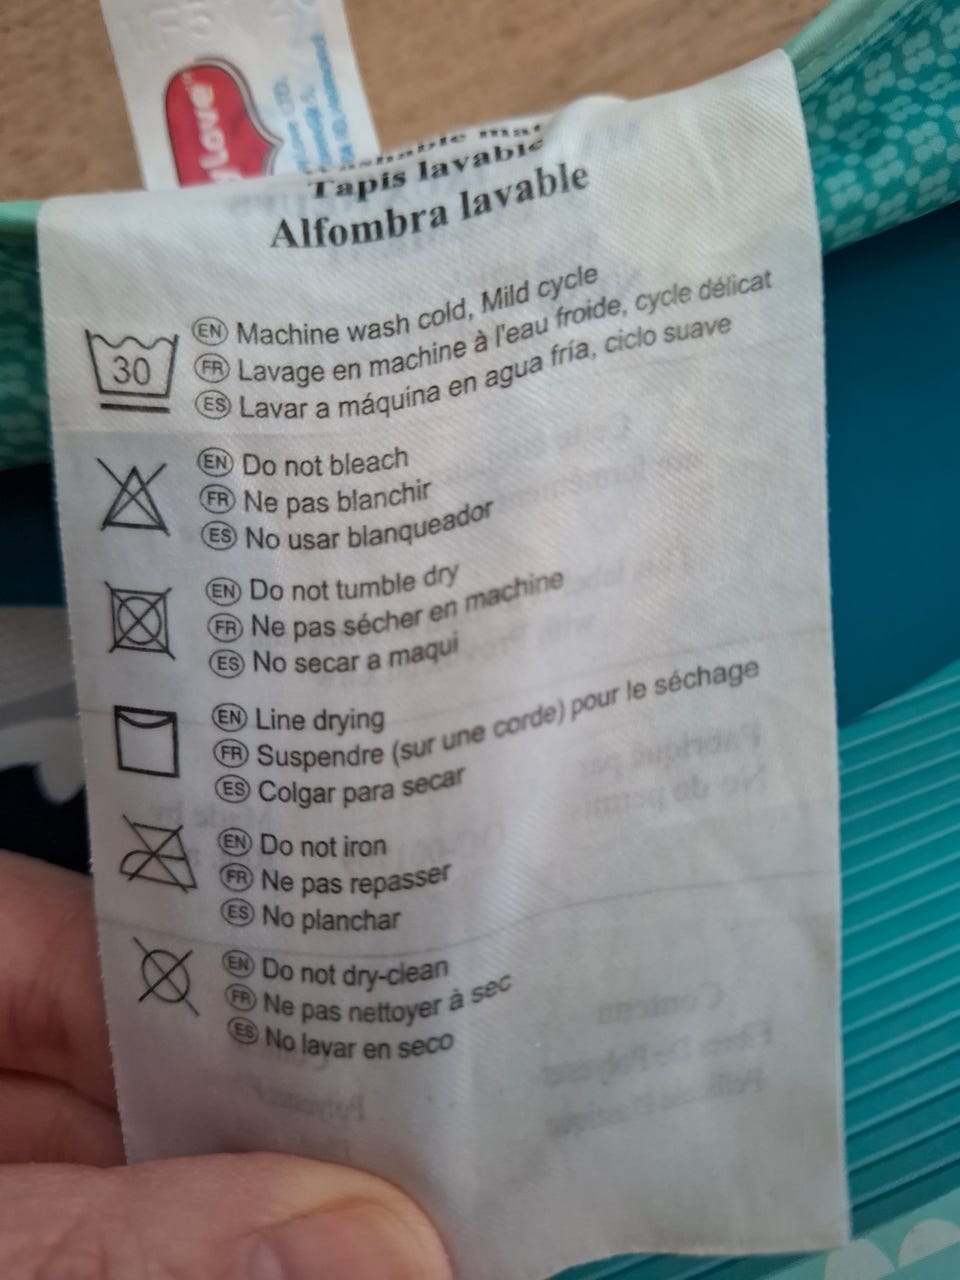 Washable mat
Tapis lavable
Alfombra lavable
30
EN Machine wash cold, Mild cycle
FR Lavage en machine à l'eau froide, cycle délicat
ES Lavar a máquina en agua fría, ciclo suave
EN Do not bleach
FR Ne pas blanchir
ES No usar blanqueador
EN Do not tumble dry
FR Ne pas sécher en machine
ES No secar a maqui
EN Line drying
FR Suspendre (sur une corde) pour le séchage
ES Colgar para secar
EN Do not iron
FR Ne pas repasser
ES No planchar
EN Do not dry-clean
FR Ne pas nettoyer à sec
ES No lavar en seco